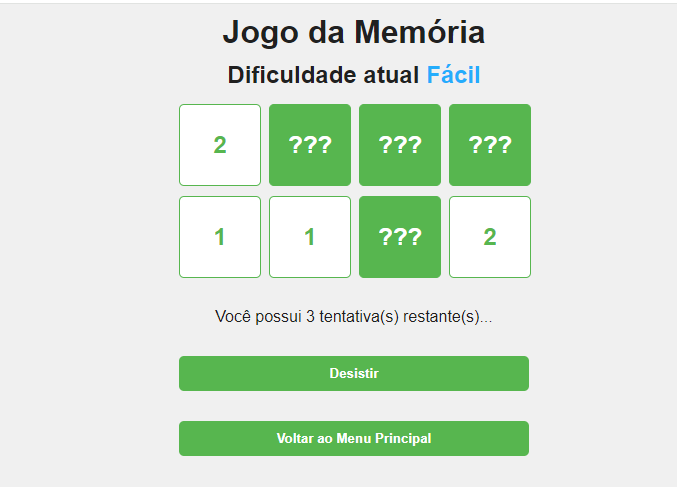 Jogo da Memória
Dificuldade atual Fácil
2 ??? ??? ???
1 1 ??? 2
Você possui 3 tentativa(s) restante(s)...
Desistir
Voltar ao Menu Principal